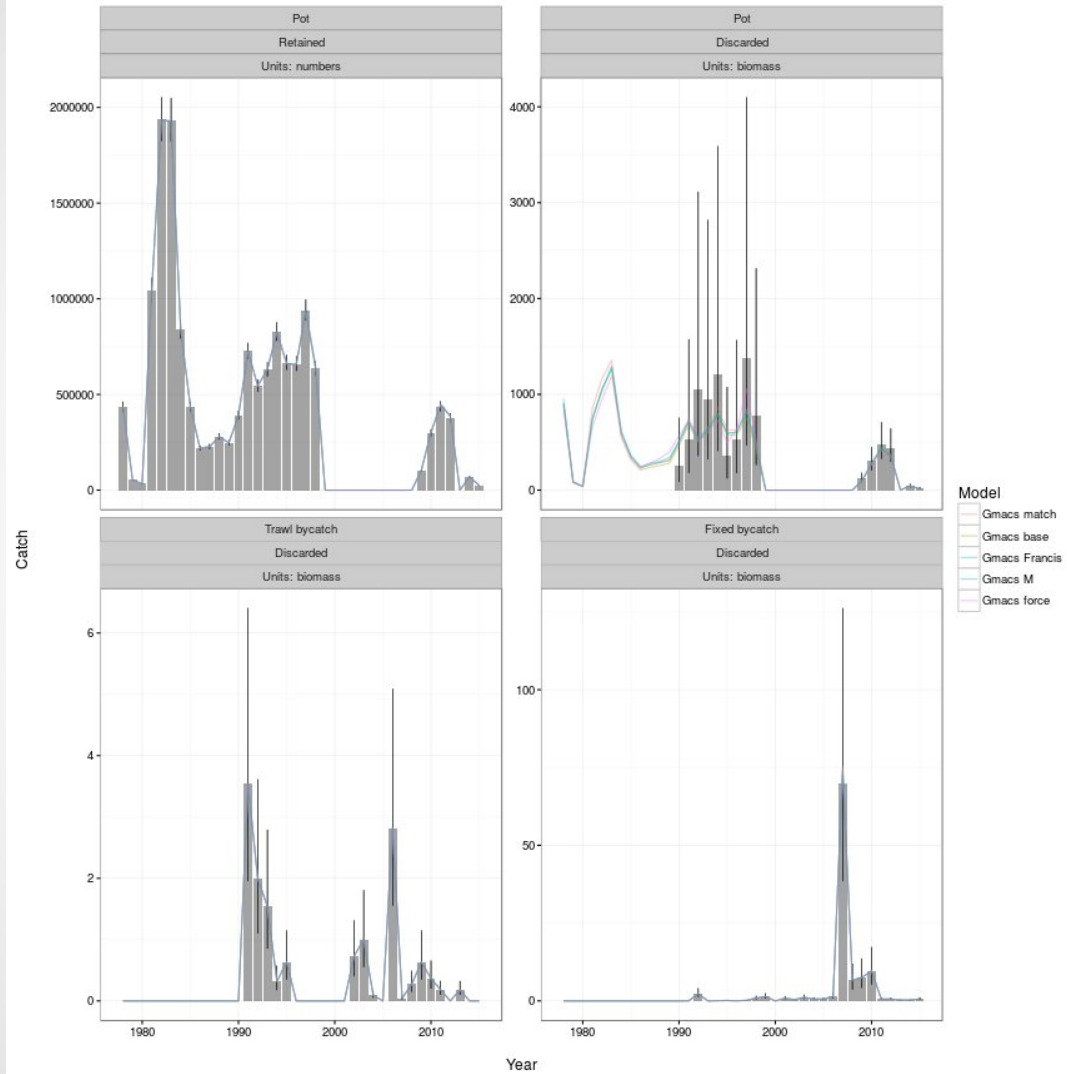 Pot
Retained
Units: numbers
2000000
1500000
1000000
500000
0
Pot
Discarded
Units: biomass
4000
3000
2000
1000
0
Catch
Trawl bycatch
Discarded
Units: biomass
6
4
2
0
1980 1990 2000 2010
Fixed bycatch
Discarded
Units: biomass
100
50
0
1980 1990 2000 2010
Year
Model
Gmacs match
Gmacs base
Gmacs Francis
Gmacs M
Gmacs force